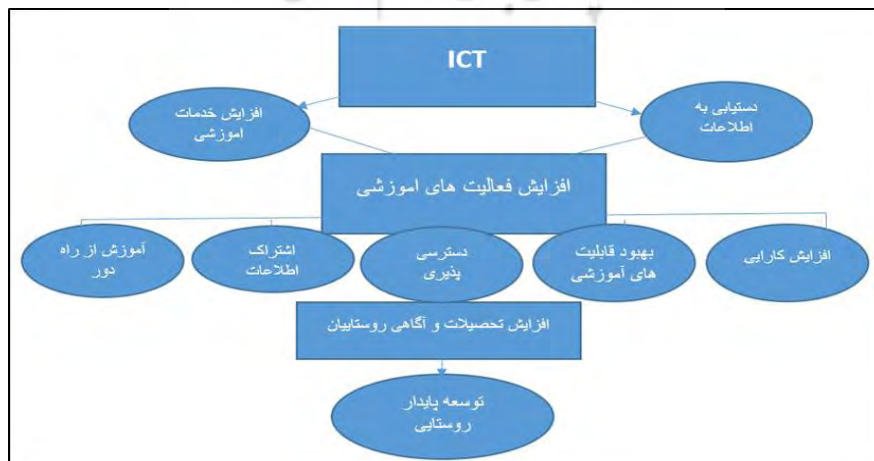 ICT
دستیابی به
اطلاعات
افزایش خدمات
اموزشی
افزایش فعالیت های اموزشی
افزایش کارایی
بهبود قابلیت
های آموزشی
دسترسی
پذیری
اشتراک
اطلاعات
آموزش از راه
دور
افزایش تحصیلات و آگاهی روستاییان
توسعه پایدار
روستایی